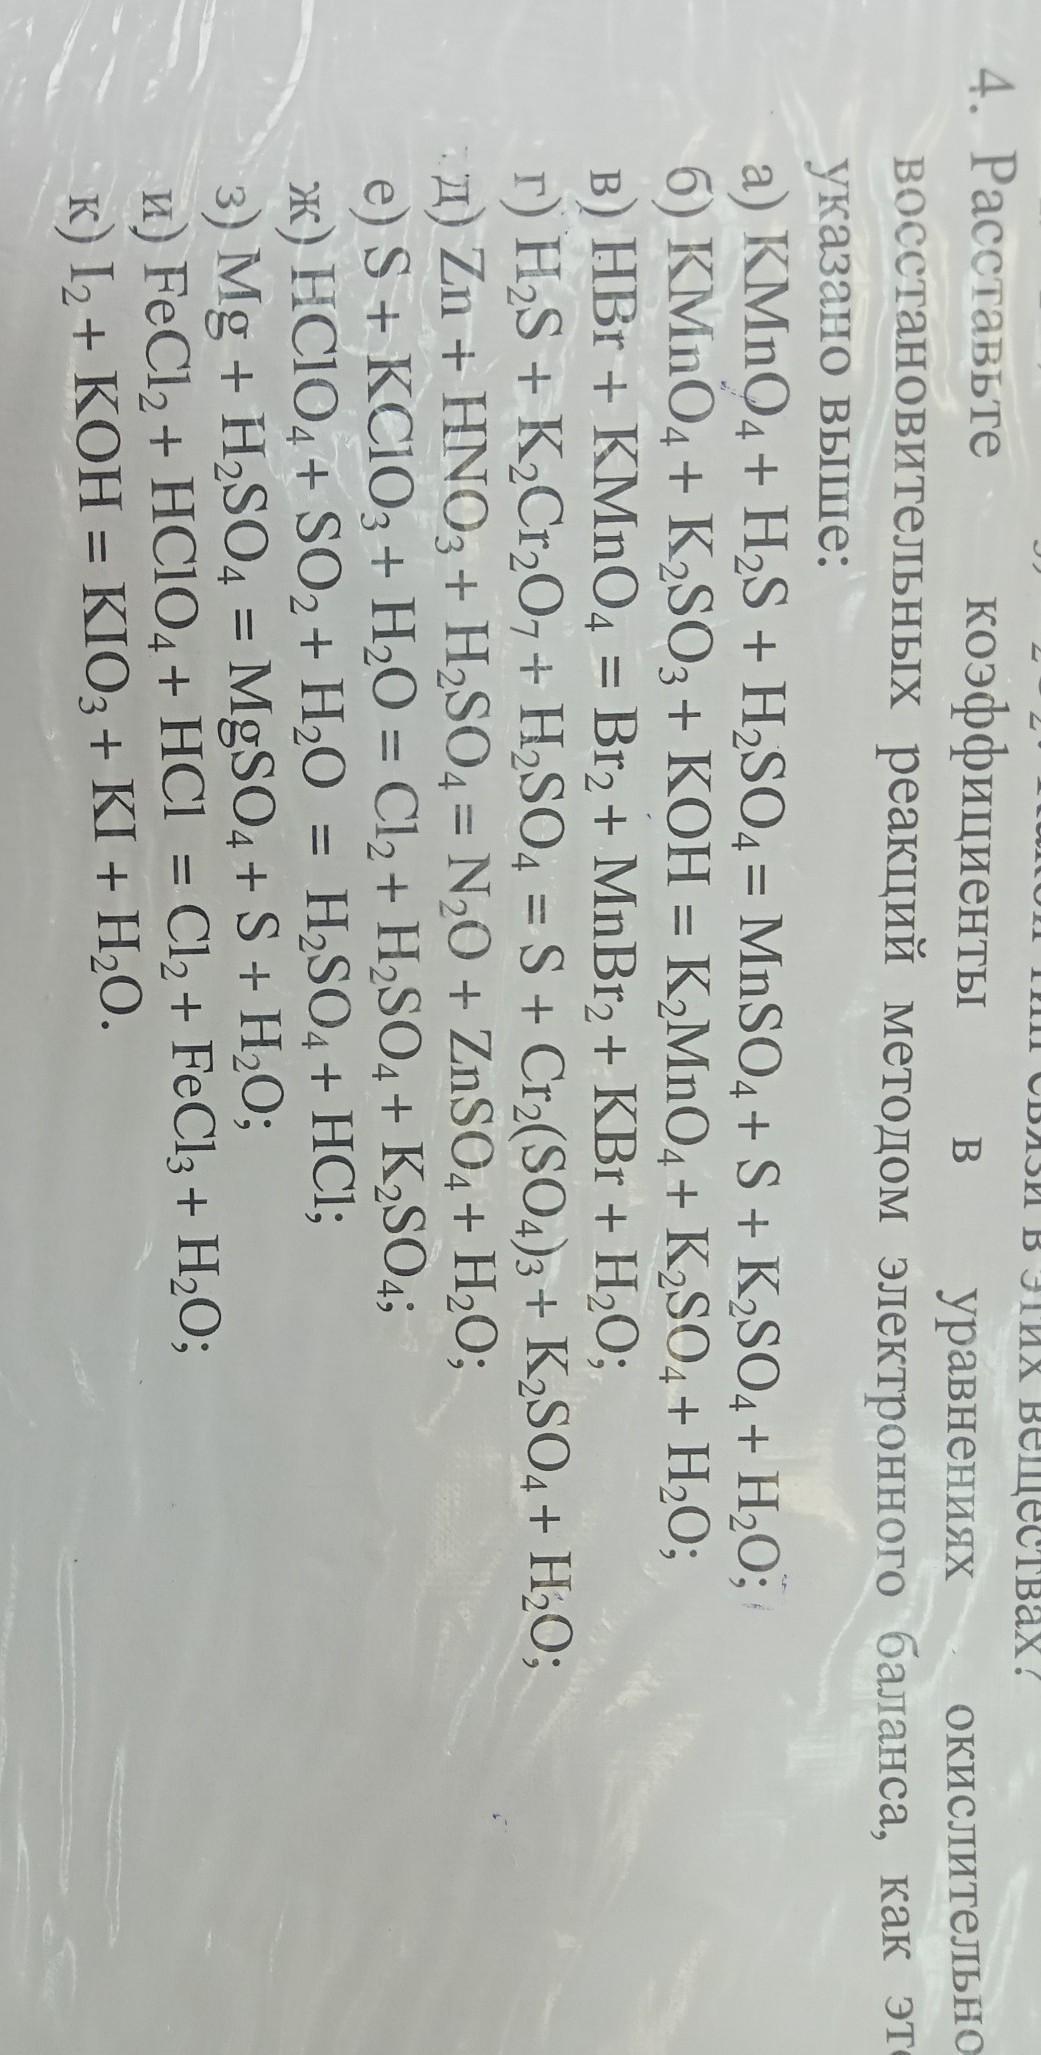 связи в этих веществах?
4. Расставьте коэффициенты в уравнениях окислительно
восстановительных реакций методом электронного баланса, как это
указано выше:
а) KMnO₄ + H₂S + H₂SO₄ = MnSO₄ + S + K₂SO₄ + H₂O;
б) KMnO₄ + K₂SO₃ + KOH = K₂MnO₄ + K₂SO₄ + H₂O;
в) HBr + KMnO₄ = Br₂ + MnBr₂ + KBr + H₂O;
г) H₂S + K₂Cr₂O₇ + H₂SO₄ = S + Cr₂(SO₄)₃ + K₂SO₄ + H₂O;
д) Zn + HNO₃ + H₂SO₄ = N₂O + ZnSO₄ + H₂O;
е) S + KClO₃ + H₂O = Cl₂ + H₂SO₄ + K₂SO₄;
ж) HClO₄ + SO₂ + H₂O = H₂SO₄ + HCl;
з) Mg + H₂SO₄ = MgSO₄ + S + H₂O;
и) FeCl₂ + HClO₄ + HCl = Cl₂ + FeCl₃ + H₂O;
к) I₂ + KOH = KIO₃ + KI + H₂O.